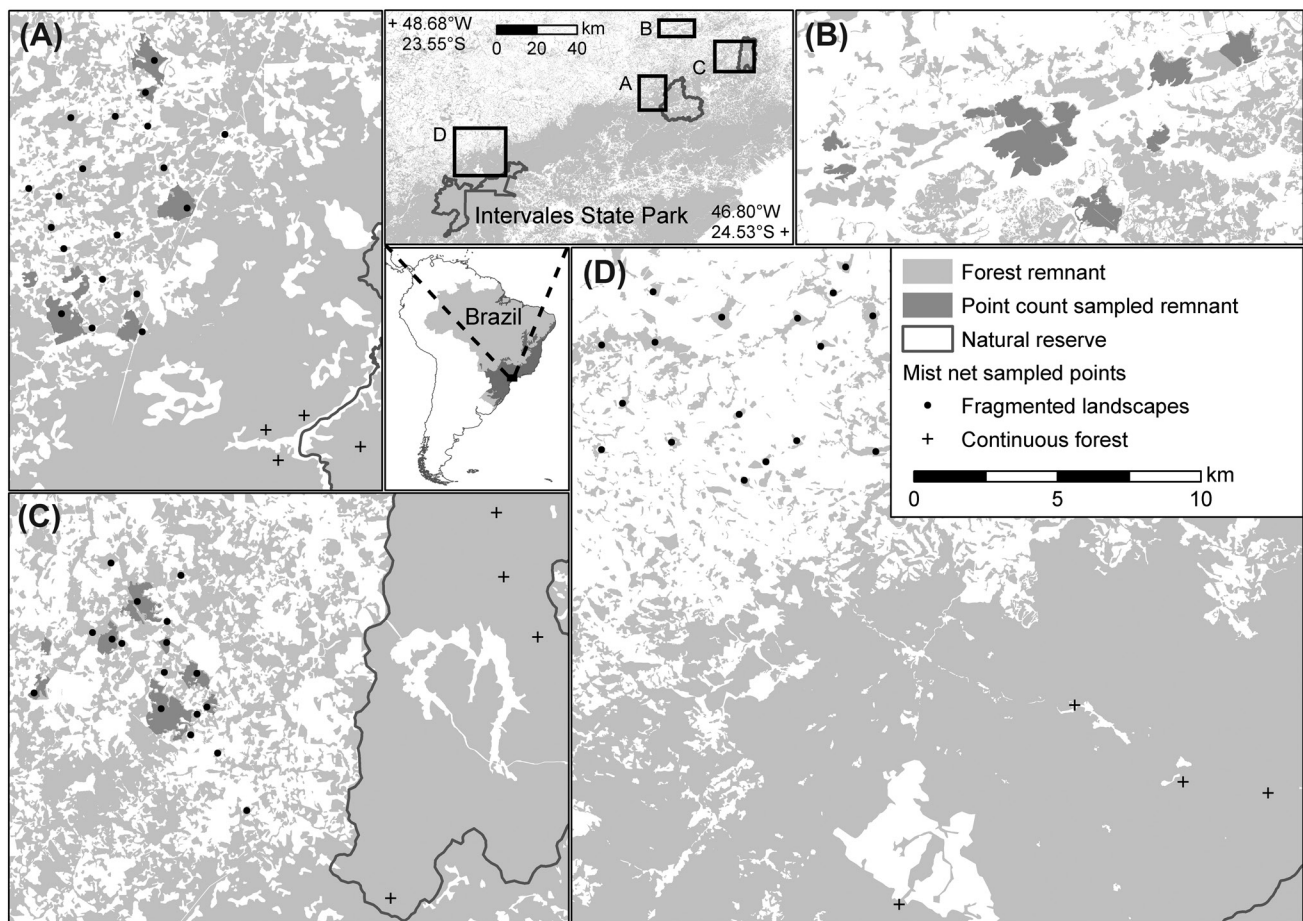 (A)
+ 48.68°W
23.55°S
km
0 20 40
B
C
A
D
Intervales State Park
46.80°W
24.53°S +
(B)
Brazil
(C)
(D)
Forest remnant
Point count sampled remnant
Natural reserve
Mist net sampled points
Fragmented landscapes
+ Continuous forest
km
0 5 10